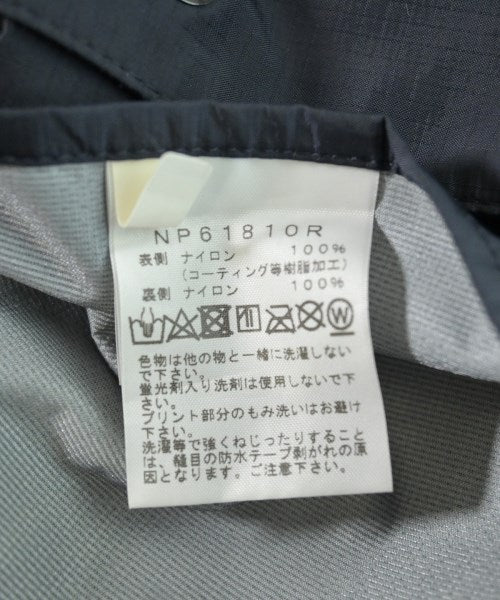 NP61810R
表側 ナイロン 100%
(コーティング等樹脂加工)
裏側 ナイロン 100%
W
色物は他の物と一緒に洗濯しない
で下さい。
蛍光剤入り洗剤は使用しないで下
さい。
プリント部分のもみ洗いはお避け
下さい。
洗濯等で強くねじったりすること
は、縫目の防水テープ剥がれの原
因となります。ご注意下さい。